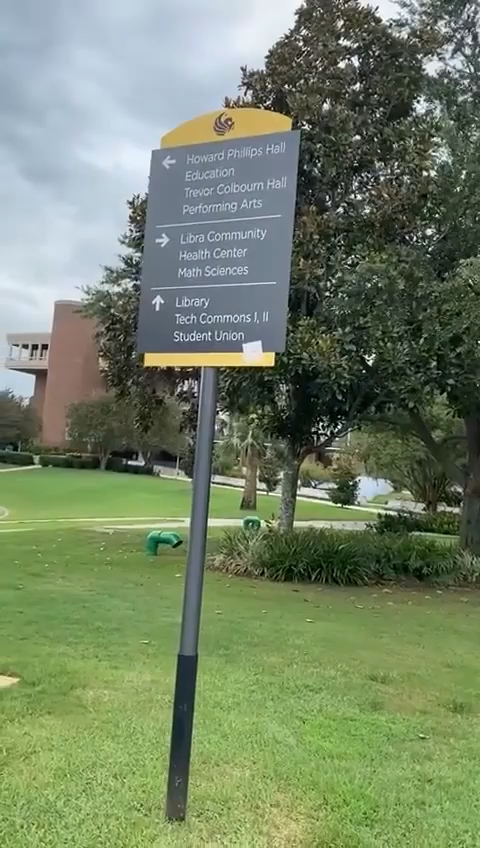 Howard Phillips Hall
Education
Trevor Colbourn Hall
Performing Arts
Libra Community
Health Center
Math Sciences
Library
Tech Commons I, II
Student Union